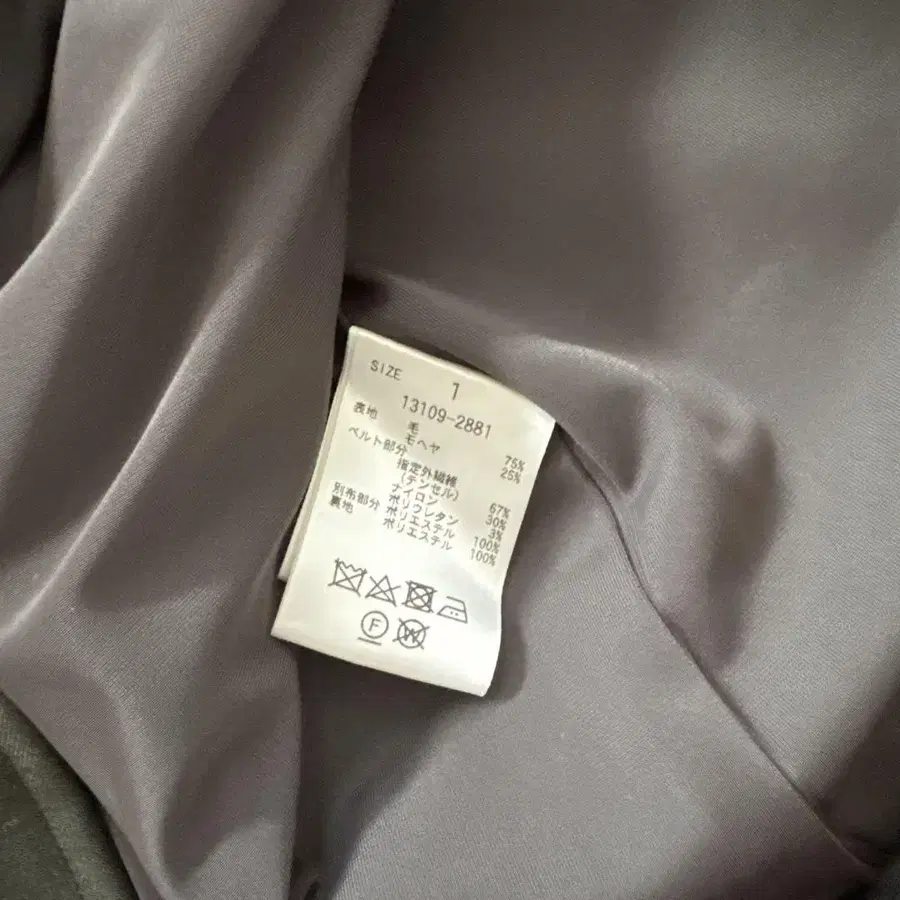 SIZE 1
13109-2881
表地 毛 75%
モヘヤ 25%
ベルト部分
指定外繊維
(テンセル) 67%
ナイロン 30%
ポリウレタン 3%
別布部分 ポリエステル 100%
裏地 ポリエステル 100%
F
W